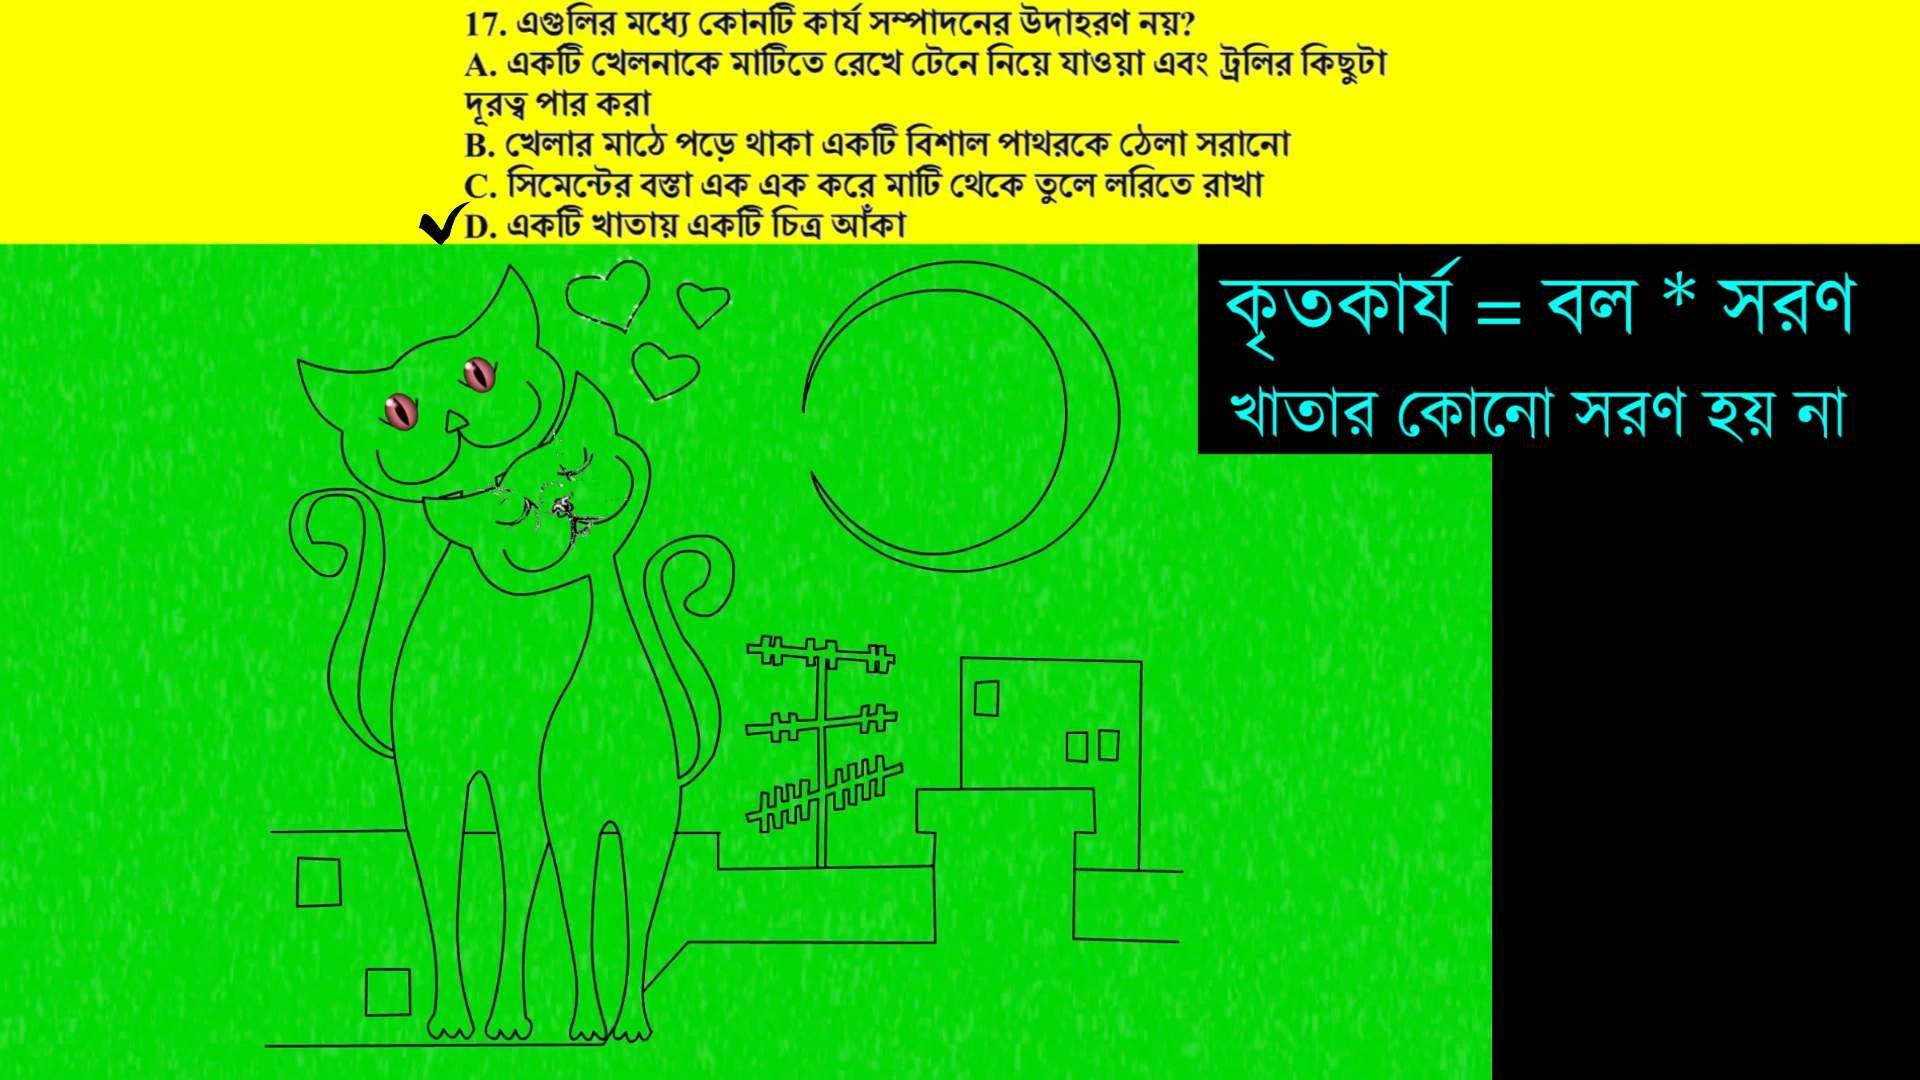 17. এগুলির মধ্যে কোনটি কার্য সম্পাদনের উদাহরণ নয়?
A. একটি খেলনাকে মাটিতে রেখে টেনে নিয়ে যাওয়া এবং ট্রলির কিছুটা
দূরত্ব পার করা
B. খেলার মাঠে পড়ে থাকা একটি বিশাল পাথরকে ঠেলা সরানো
C. সিমেন্টের বস্তা এক এক করে মাটি থেকে তুলে লরিতে রাখা
D. একটি খাতায় একটি চিত্র আঁকা
কৃতকার্য = বল * সরণ
খাতার কোনো সরণ হয় না